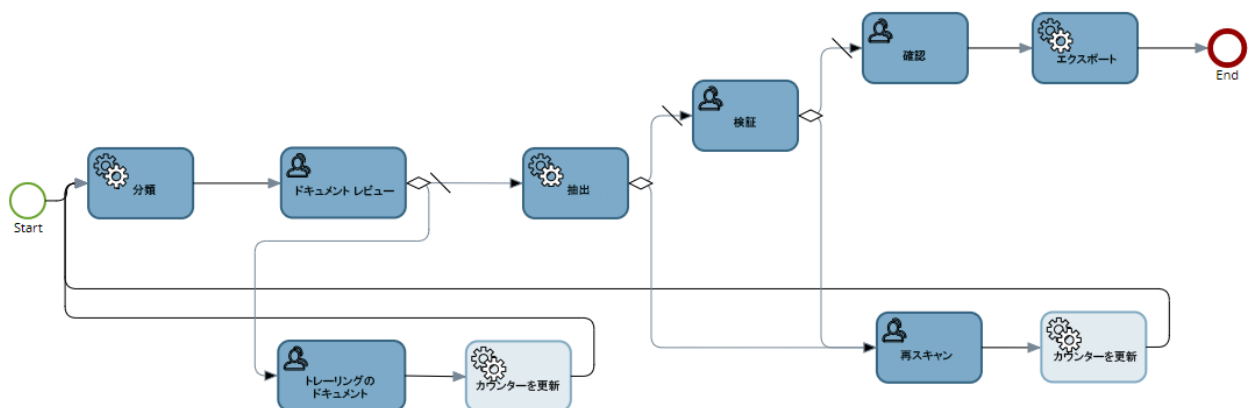 確認
エクスポート
End
検証
分類
ドキュメント レビュー
抽出
Start
トレーリングの
ドキュメント
カウンターを更新
再スキャン
カウンターを更新